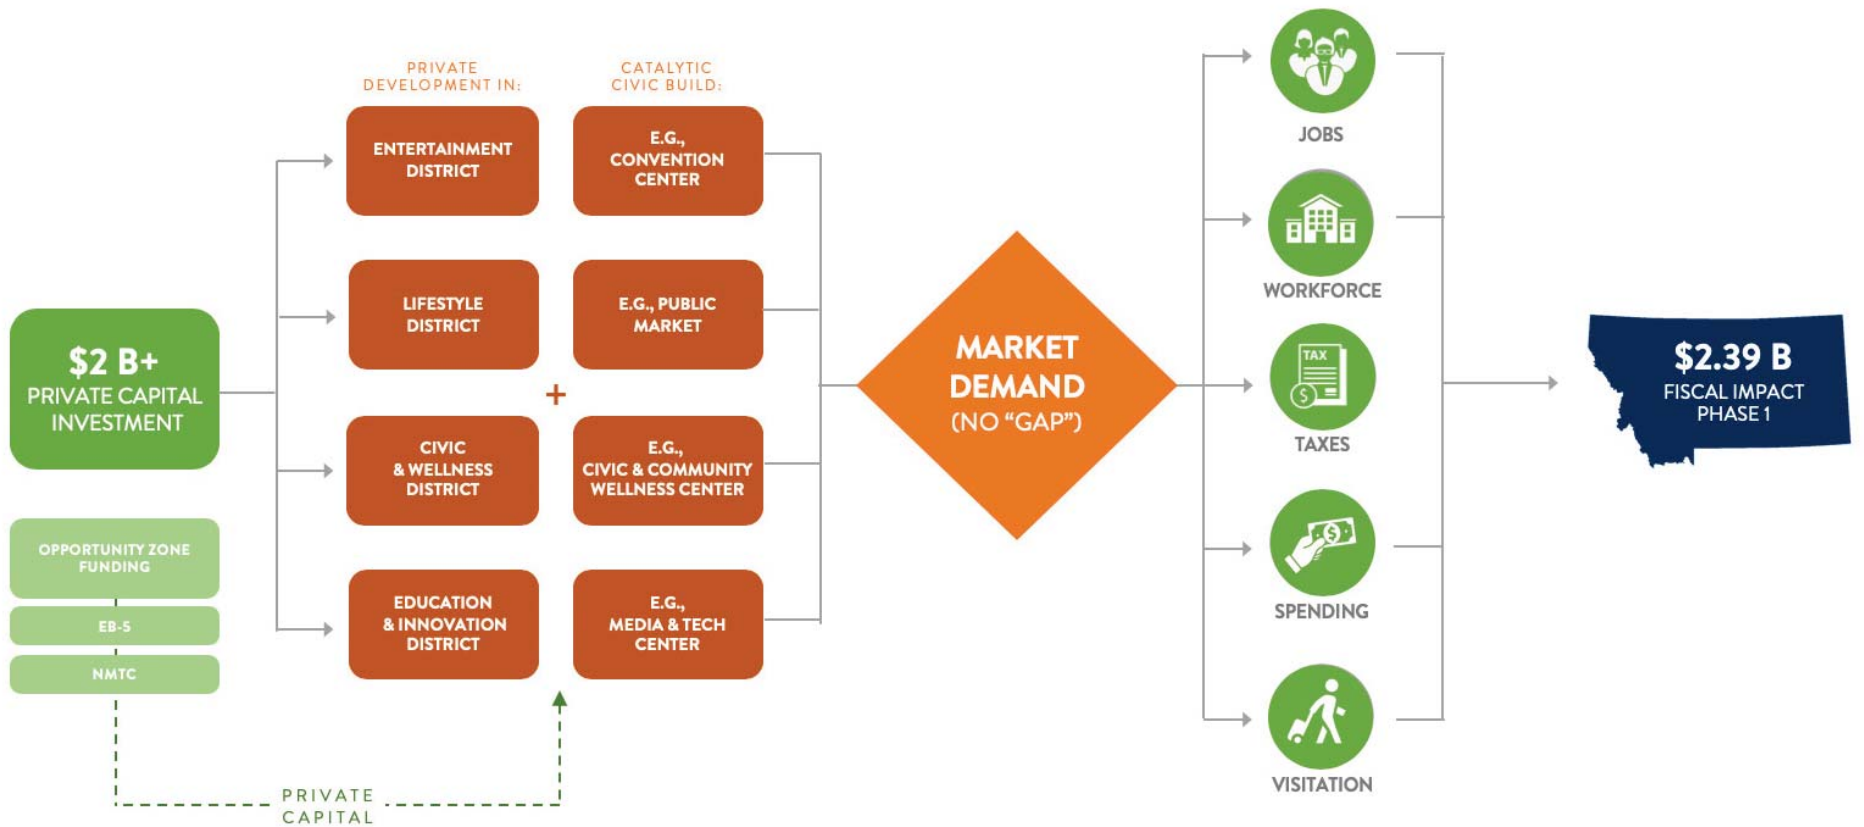 $2 B+
PRIVATE CAPITAL
INVESTMENT
OPPORTUNITY ZONE
FUNDING
EB-5
NMTC
PRIVATE
CAPITAL
PRIVATE
DEVELOPMENT IN:
ENTERTAINMENT
DISTRICT
LIFESTYLE
DISTRICT
CIVIC
& WELLNESS
DISTRICT
EDUCATION
& INNOVATION
DISTRICT
+
CATALYTIC
CIVIC BUILD:
E.G.,
CONVENTION
CENTER
E.G., PUBLIC
MARKET
E.G.,
CIVIC & COMMUNITY
WELLNESS CENTER
E.G.,
MEDIA & TECH
CENTER
MARKET
DEMAND
(NO “GAP”)
JOBS
WORKFORCE
TAX
$
TAXES
$
SPENDING
VISITATION
$2.39 B
FISCAL IMPACT
PHASE 1